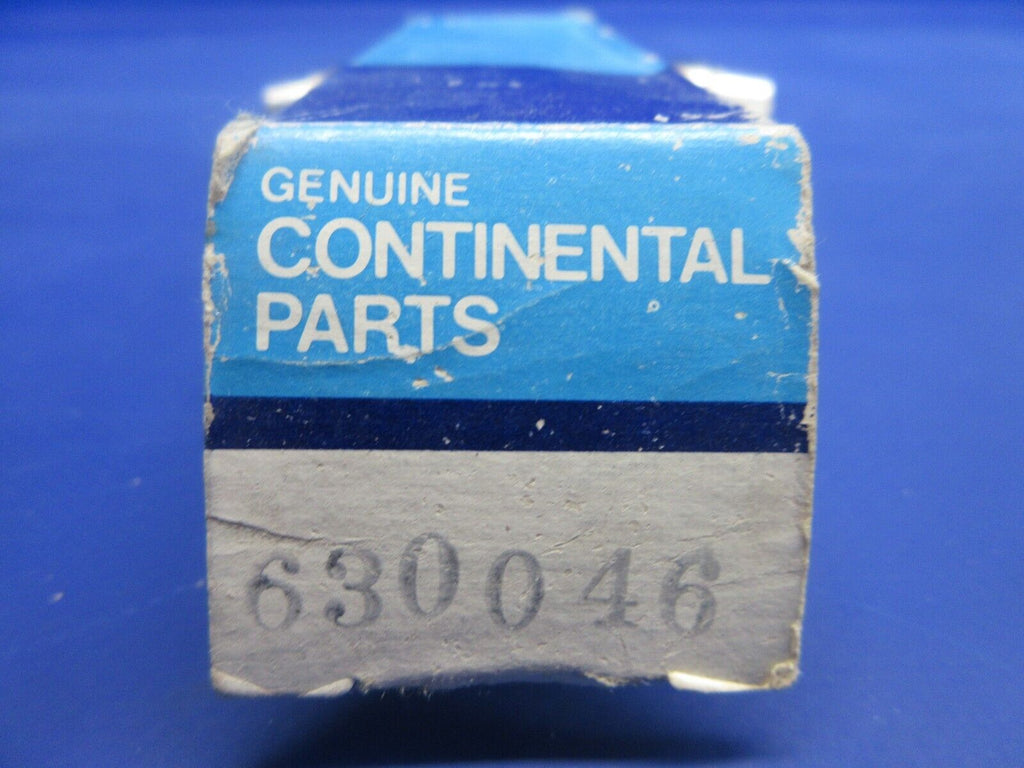 GENUINE
CONTINENTAL
PARTS
630046